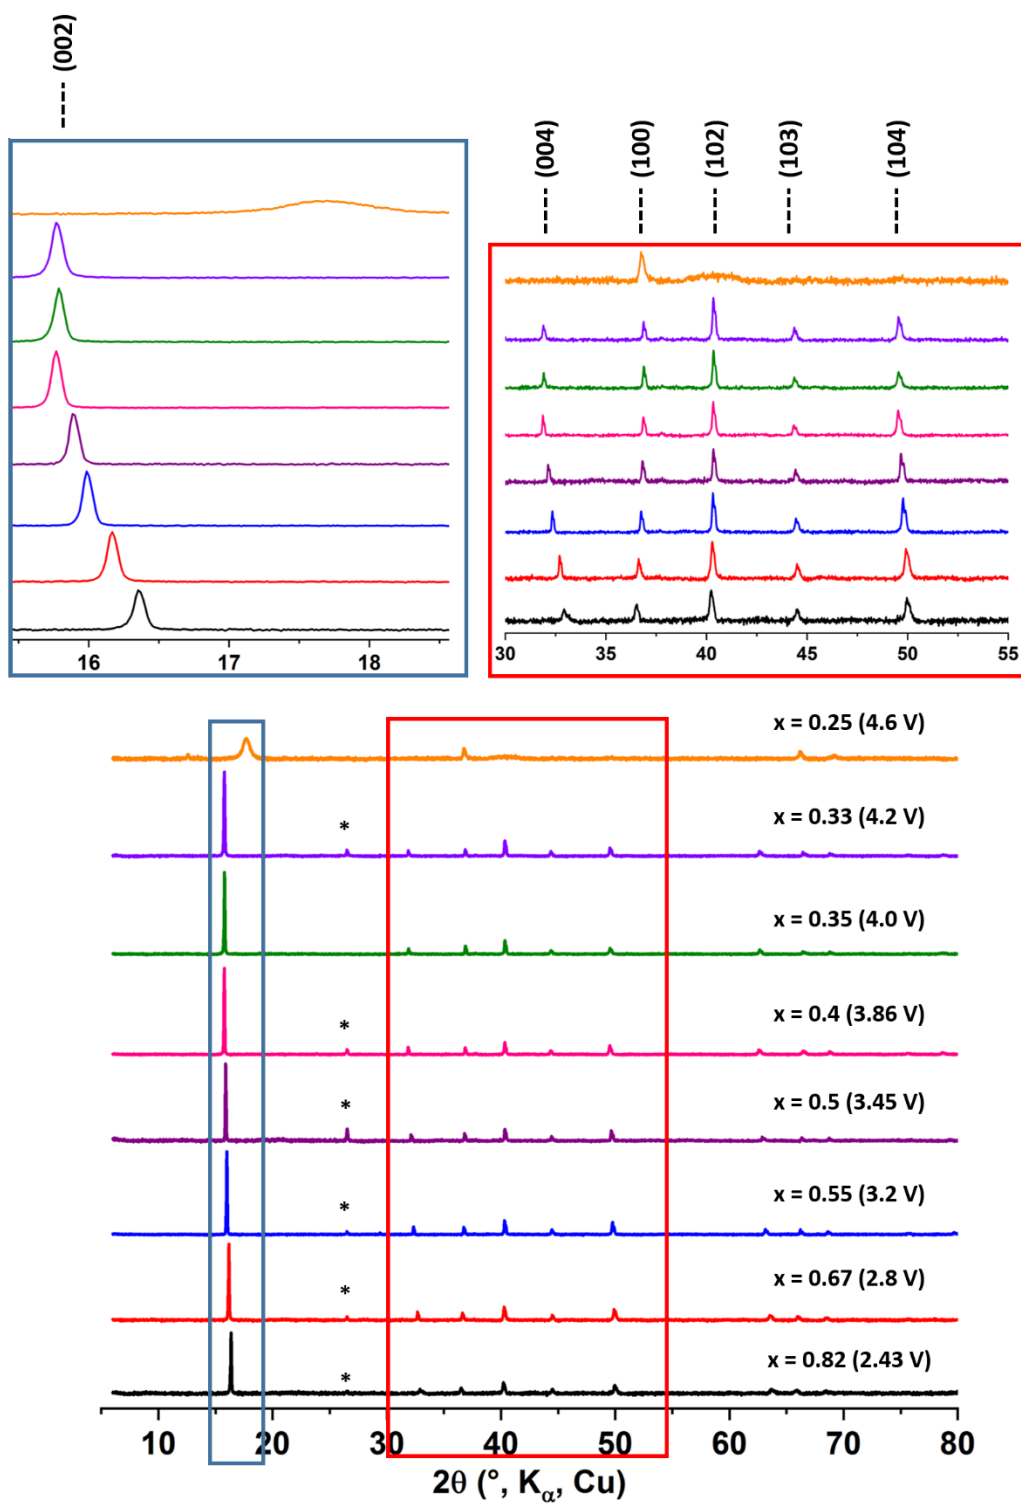 (002)
(004)
(100)
(102)
(103)
(104)
16 17 18
30 35 40 45 50 55
x = 0.25 (4.6 V)
x = 0.33 (4.2 V)
*
x = 0.35 (4.0 V)
x = 0.4 (3.86 V)
*
x = 0.5 (3.45 V)
*
x = 0.55 (3.2 V)
*
x = 0.67 (2.8 V)
*
x = 0.82 (2.43 V)
*
10 20 30 40 50 60 70 80
2θ (°, Kα, Cu)